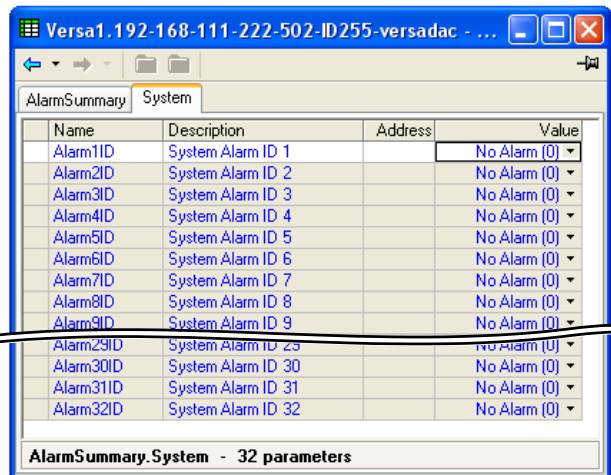 Versa1.192-168-111-222-502-ID255-versadac - ...
AlarmSummary System
Name Description Address Value
Alarm1ID System Alarm ID 1 No Alarm (0)
Alarm2ID System Alarm ID 2 No Alarm (0)
Alarm3ID System Alarm ID 3 No Alarm (0)
Alarm4ID System Alarm ID 4 No Alarm (0)
Alarm5ID System Alarm ID 5 No Alarm (0)
Alarm6ID System Alarm ID 6 No Alarm (0)
Alarm7ID System Alarm ID 7 No Alarm (0)
Alarm8ID System Alarm ID 8 No Alarm (0)
Alarm9ID System Alarm ID 9 No Alarm (0)
Alarm29ID System Alarm ID 29 No Alarm (0)
Alarm30ID System Alarm ID 30 No Alarm (0)
Alarm31ID System Alarm ID 31 No Alarm (0)
Alarm32ID System Alarm ID 32 No Alarm (0)
AlarmSummary.System - 32 parameters